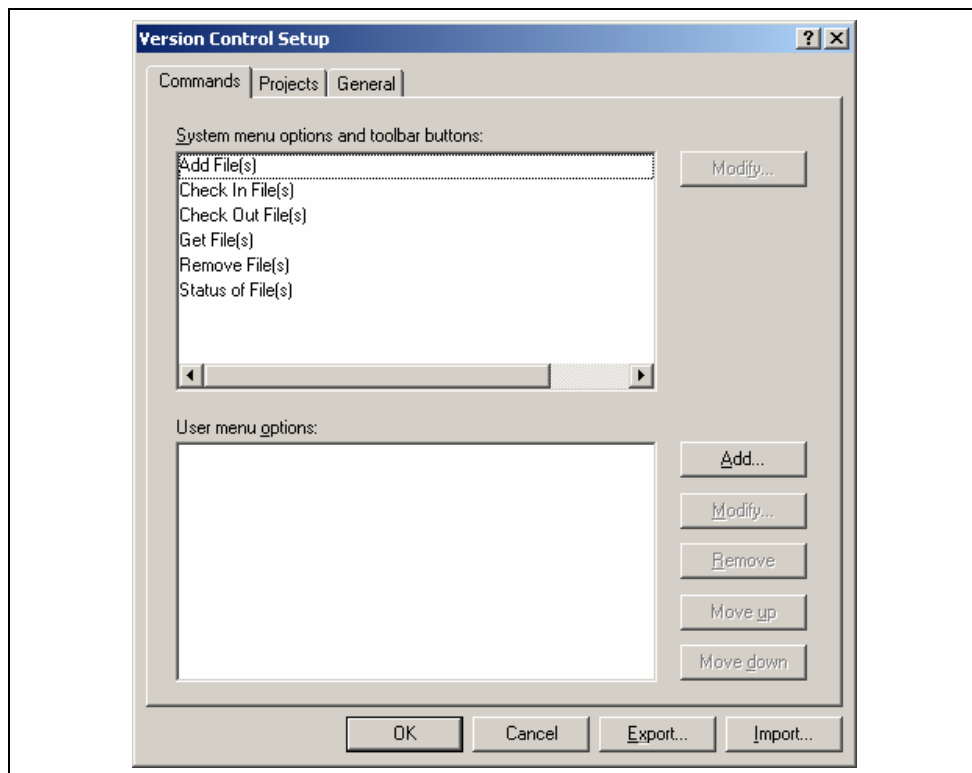 Version Control Setup
Commands Projects General
System menu options and toolbar buttons:
Add File(s)
Check In File(s)
Check Out File(s)
Get File(s)
Remove File(s)
Status of File(s)
Modify...
User menu options:
Add...
Modify...
Remove
Move up
Move down
OK Cancel Export... Import...